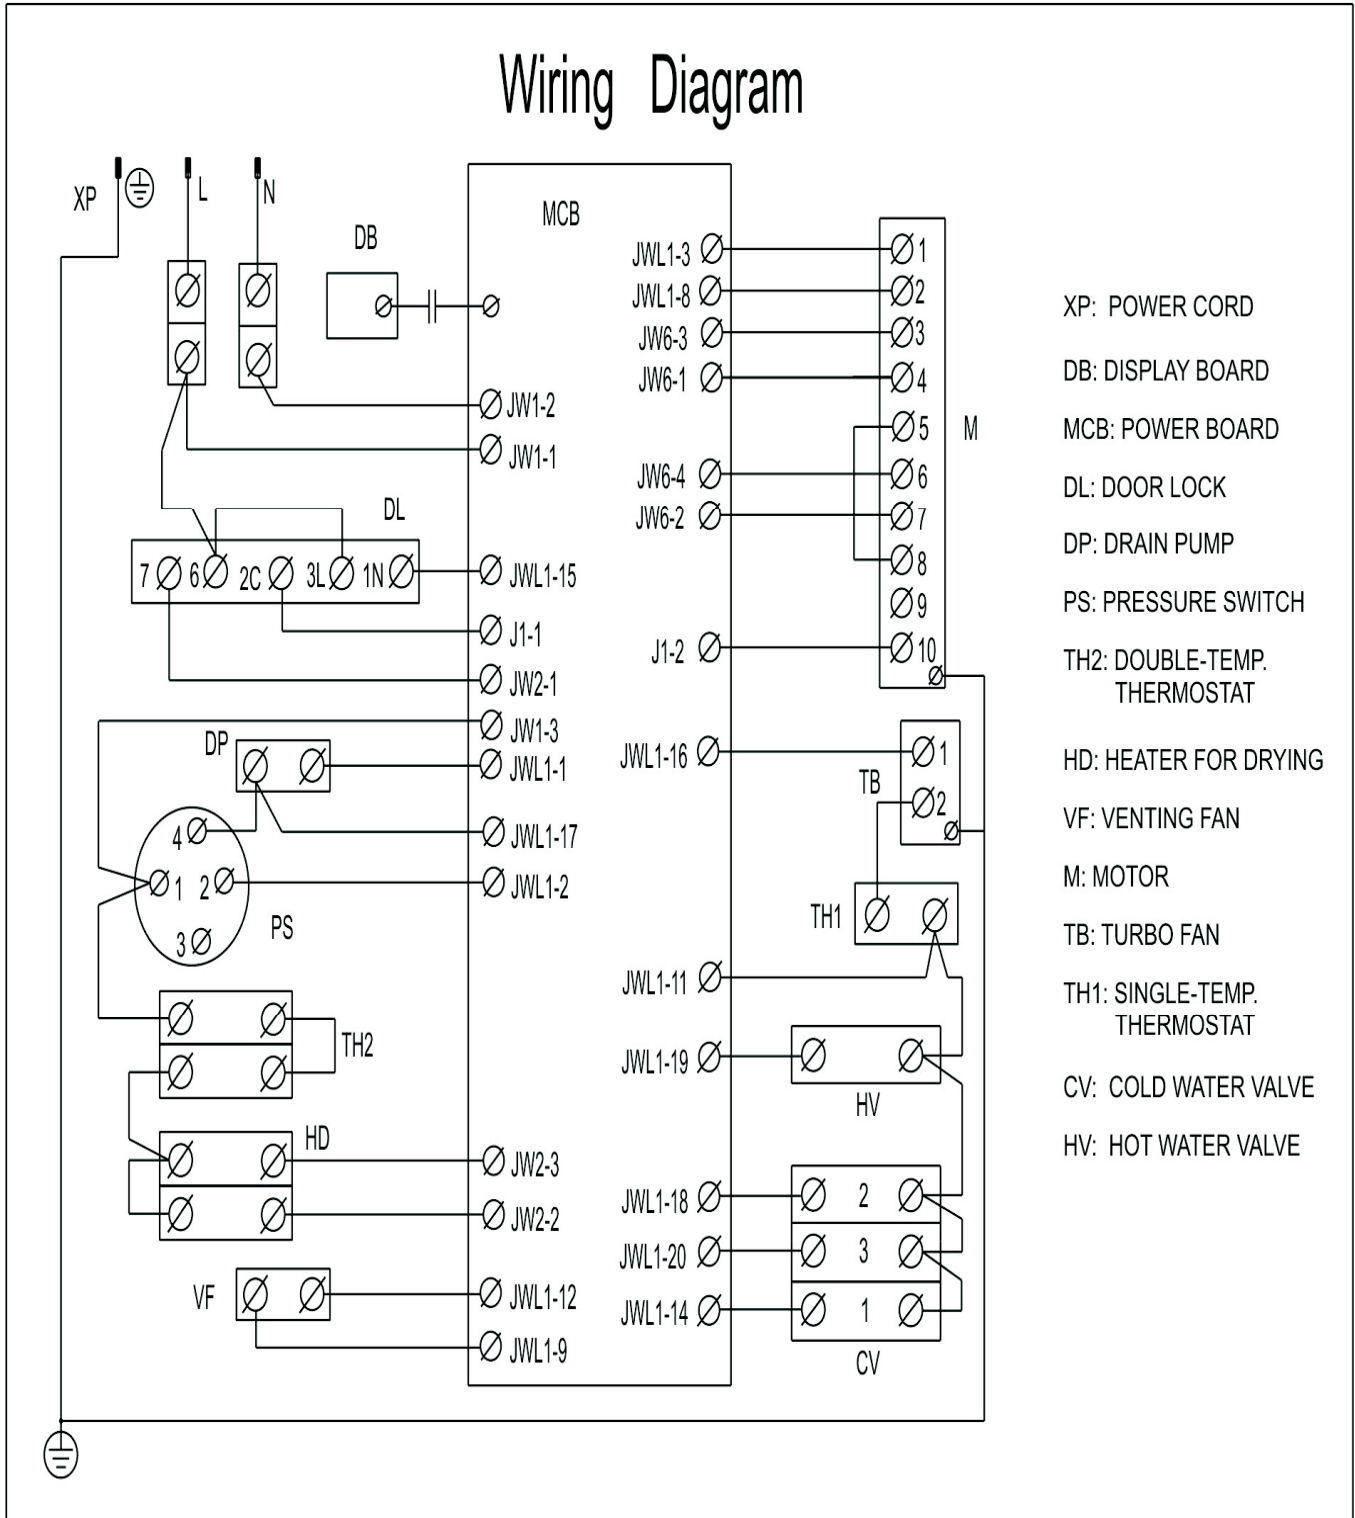 Wiring Diagram
XP
L
N
DB
MCB
JWL1-3
1
JWL1-8
2
JW6-3
3
JW6-1
4
JW1-2
5
M
JW1-1
JW6-4
6
DL
JW6-2
7
7
6
2C
3L
1N
JWL1-15
8
9
J1-1
J1-2
10
JW2-1
JW1-3
DP
JWL1-1
JWL1-16
1
TB
2
4
JWL1-17
1
2
JWL1-2
3
PS
TH1
JWL1-11
TH2
JWL1-19
HV
HD
JW2-3
JWL1-18
2
JW2-2
JWL1-20
3
VF
JWL1-12
JWL1-14
1
JWL1-9
CV
XP: POWER CORD
DB: DISPLAY BOARD
MCB: POWER BOARD
DL: DOOR LOCK
DP: DRAIN PUMP
PS: PRESSURE SWITCH
TH2: DOUBLE-TEMP.
THERMOSTAT
HD: HEATER FOR DRYING
VF: VENTING FAN
M: MOTOR
TB: TURBO FAN
TH1: SINGLE-TEMP.
THERMOSTAT
CV: COLD WATER VALVE
HV: HOT WATER VALVE